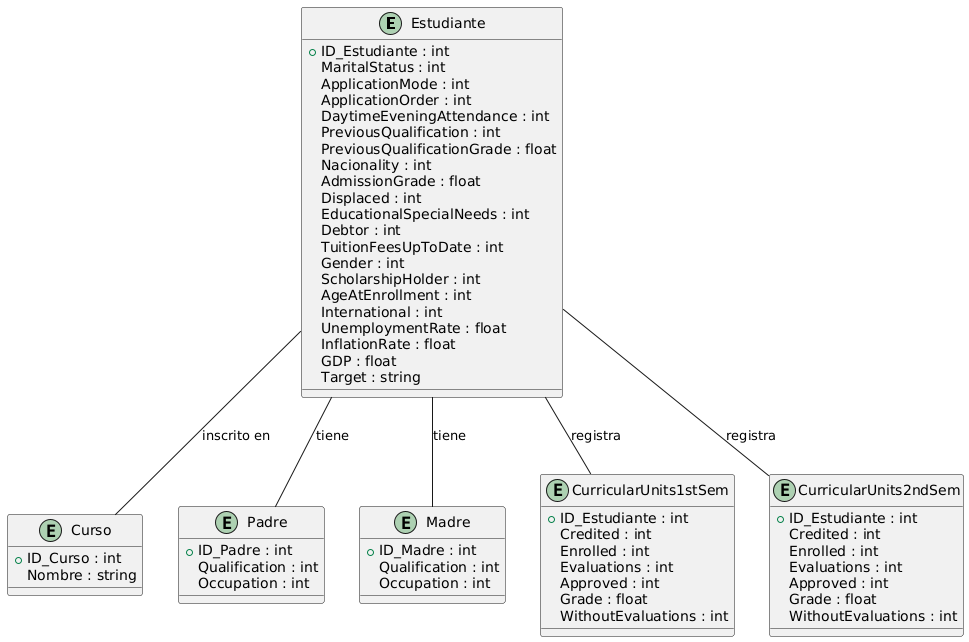 E Estudiante
ID_Estudiante : int
MaritalStatus : int
ApplicationMode : int
ApplicationOrder : int
DaytimeEveningAttendance : int
PreviousQualification : int
PreviousQualificationGrade : float
Nacionality : int
AdmissionGrade : float
Displaced : int
EducationalSpecialNeeds : int
Debtor : int
TuitionFeesUpToDate : int
Gender : int
ScholarshipHolder : int
AgeAtEnrollment : int
International : int
UnemploymentRate : float
InflationRate : float
GDP : float
Target : string
inscrito en
tiene
tiene
registra
registra
E Curso
ID_Curso : int
Nombre : string
E Padre
ID_Padre : int
Qualification : int
Occupation : int
E Madre
ID_Madre : int
Qualification : int
Occupation : int
E CurricularUnits1stSem
ID_Estudiante : int
Credited : int
Enrolled : int
Evaluations : int
Approved : int
Grade : float
WithoutEvaluations : int
E CurricularUnits2ndSem
ID_Estudiante : int
Credited : int
Enrolled : int
Evaluations : int
Approved : int
Grade : float
WithoutEvaluations : int